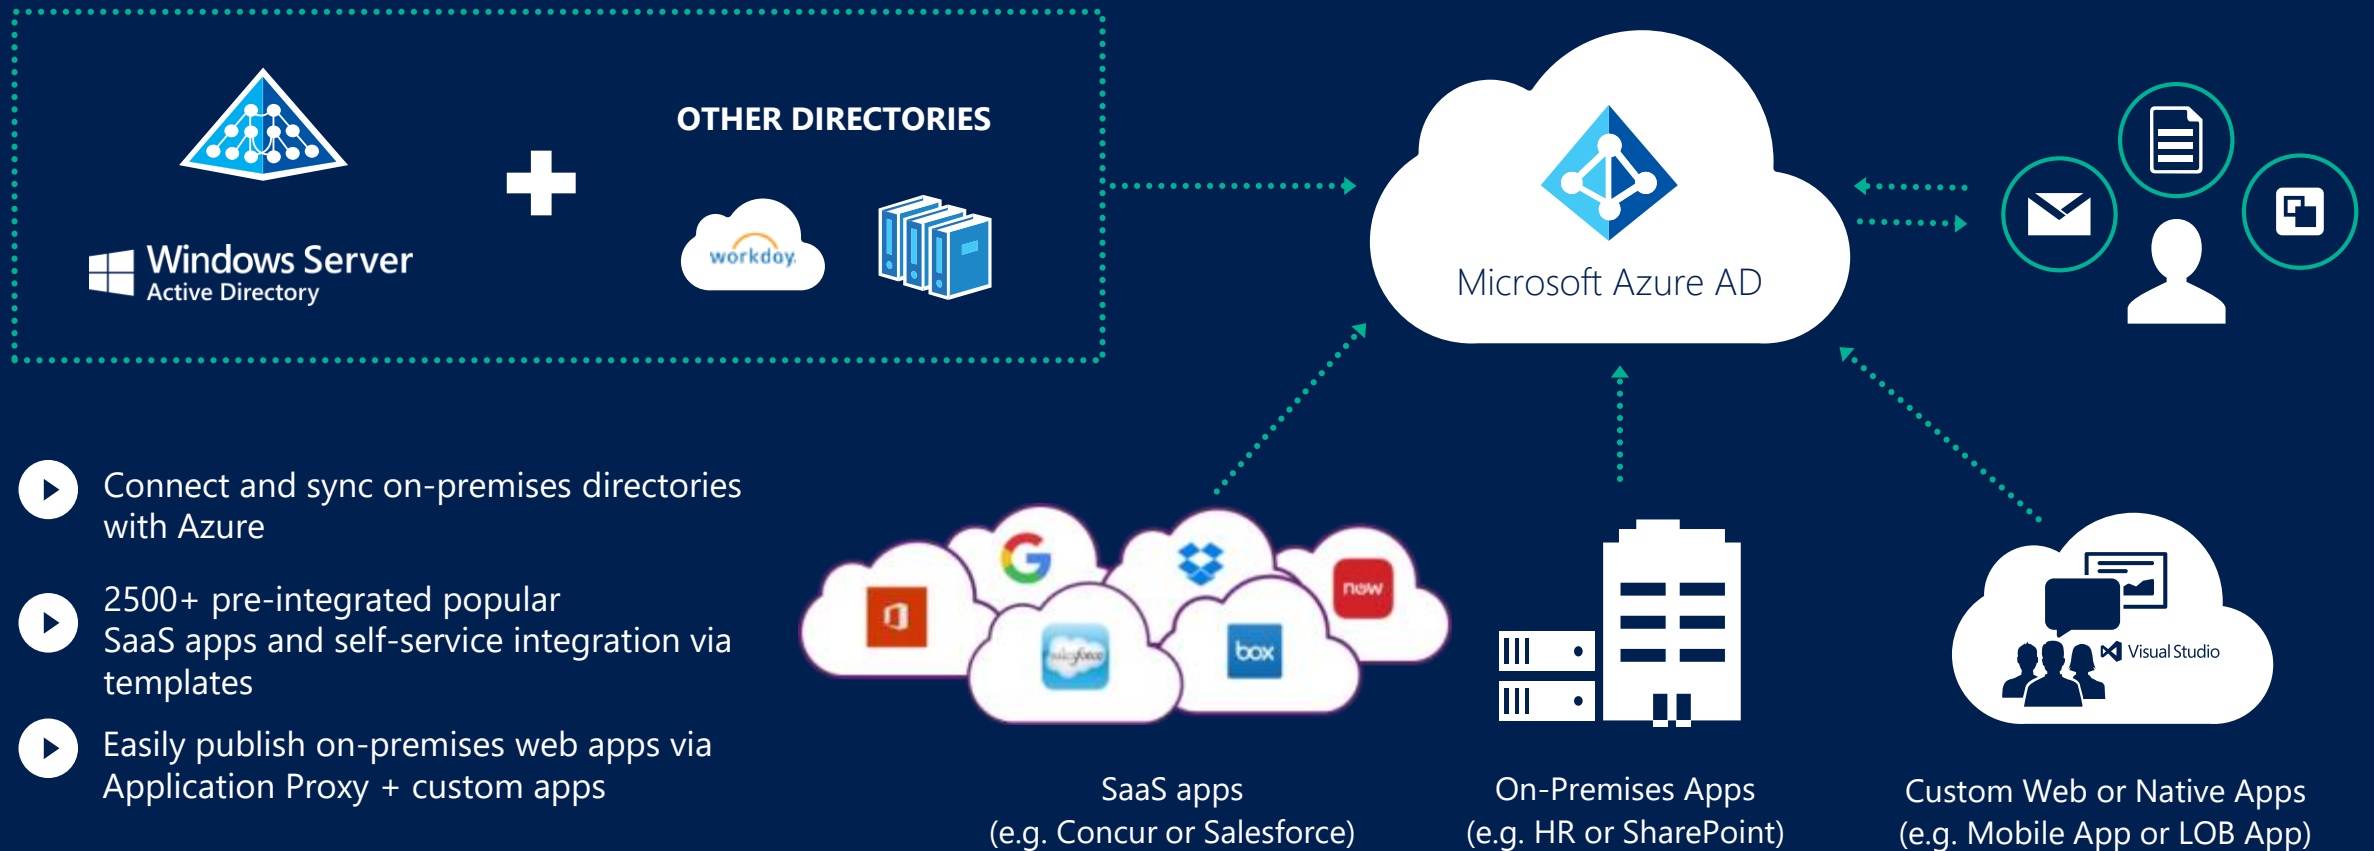 OTHER DIRECTORIES
Windows Server
Active Directory
workday.
Microsoft Azure AD
Connect and sync on-premises directories
with Azure
2500+ pre-integrated popular
SaaS apps and self-service integration via
templates
Easily publish on-premises web apps via
Application Proxy + custom apps
now
salesforce
box
Visual Studio
SaaS apps
(e.g. Concur or Salesforce)
On-Premises Apps
(e.g. HR or SharePoint)
Custom Web or Native Apps
(e.g. Mobile App or LOB App)